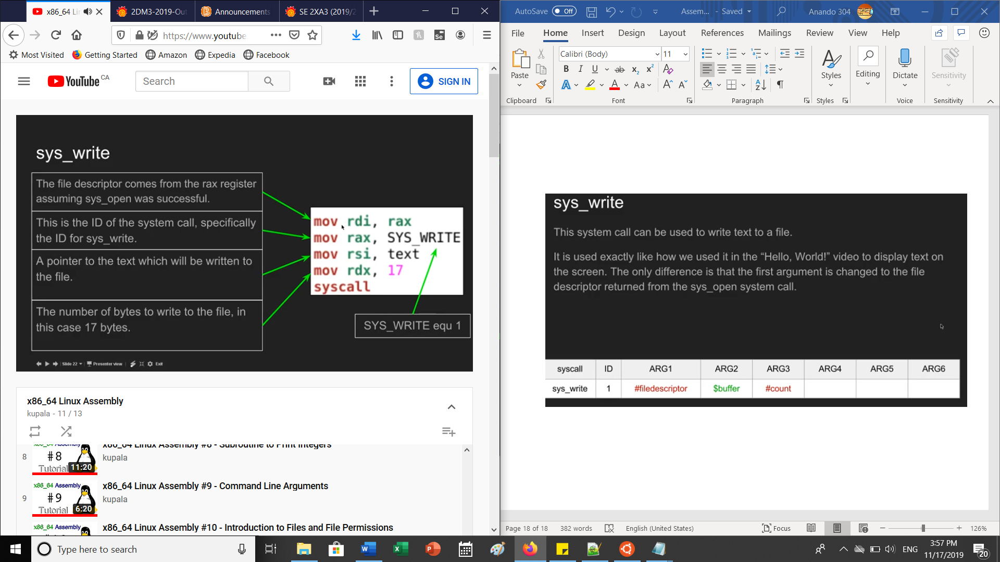 x86_64 Li
2DM3-2019-Out
Announcements
SE 2XA3 (2019/2
https://www.youtube
Most Visited
Getting Started
Amazon
Expedia
Facebook
YouTube CA
Search
SIGN IN
sys_write
The file descriptor comes from the rax register
assuming sys_open was successful.
This is the ID of the system call, specifically
the ID for sys_write.
A pointer to the text which will be written to
the file.
The number of bytes to write to the file, in
this case 17 bytes.
mov rdi, rax
mov rax, SYS_WRITE
mov rsi, text
mov rdx, 17
syscall
SYS_WRITE equ 1
Slide 22
Presenter view
Exit
x86_64 Linux Assembly
kupala - 11 / 13
8
x86_64 Assembly
#8
Tutorial
11:20
x86_64 Linux Assembly #8 - Subroutine to Print Integers
kupala
9
x86_64 Assembly
#9
Tutorial
6:20
x86_64 Linux Assembly #9 - Command Line Arguments
kupala
x86_64 Assembly
x86_64 Linux Assembly #10 - Introduction to Files and File Permissions
AutoSave Off
Assem... - Saved
Anando 304
File Home Insert Design Layout References Mailings Review View Help
Paste
Clipboard
Calibri (Body) 11
B I U ab x₂ x²
A A Aa A A
Font
Paragraph
Styles
Styles
Editing
Dictate
Voice
Sensitivity
Sensitivity
sys_write
This system call can be used to write text to a file.
It is used exactly like how we used it in the “Hello, World!” video to display text on
the screen. The only difference is that the first argument is changed to the file
descriptor returned from the sys_open system call.
syscall ID ARG1 ARG2 ARG3 ARG4 ARG5 ARG6
sys_write 1 #filedescriptor $buffer #count
Page 18 of 18
382 words
English (United States)
Focus
126%
Type here to search
ENG
3:57 PM
11/17/2019
20